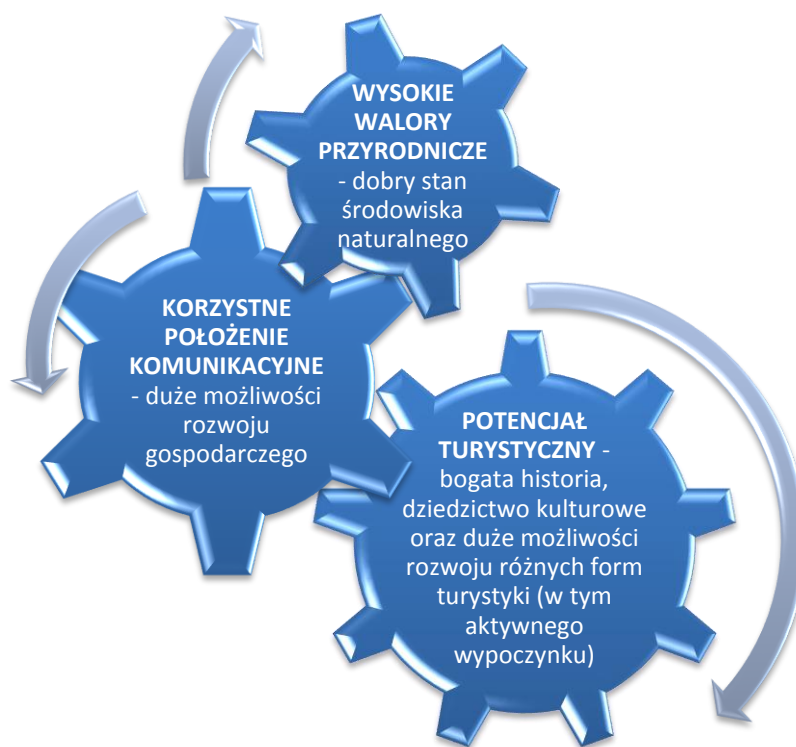 WYSOKIE
WALORY
PRZYRODNICZE
- dobry stan
środowiska
naturalnego
KORZYSTNE
POŁOŻENIE
KOMUNIKACYJNE
- duże możliwości
rozwoju
gospodarczego
POTENCJAŁ
TURYSTYCZNY -
bogata historia,
dziedzictwo kulturowe
oraz duże możliwości
rozwoju różnych form
turystyki (w tym
aktywnego
wypoczynku)